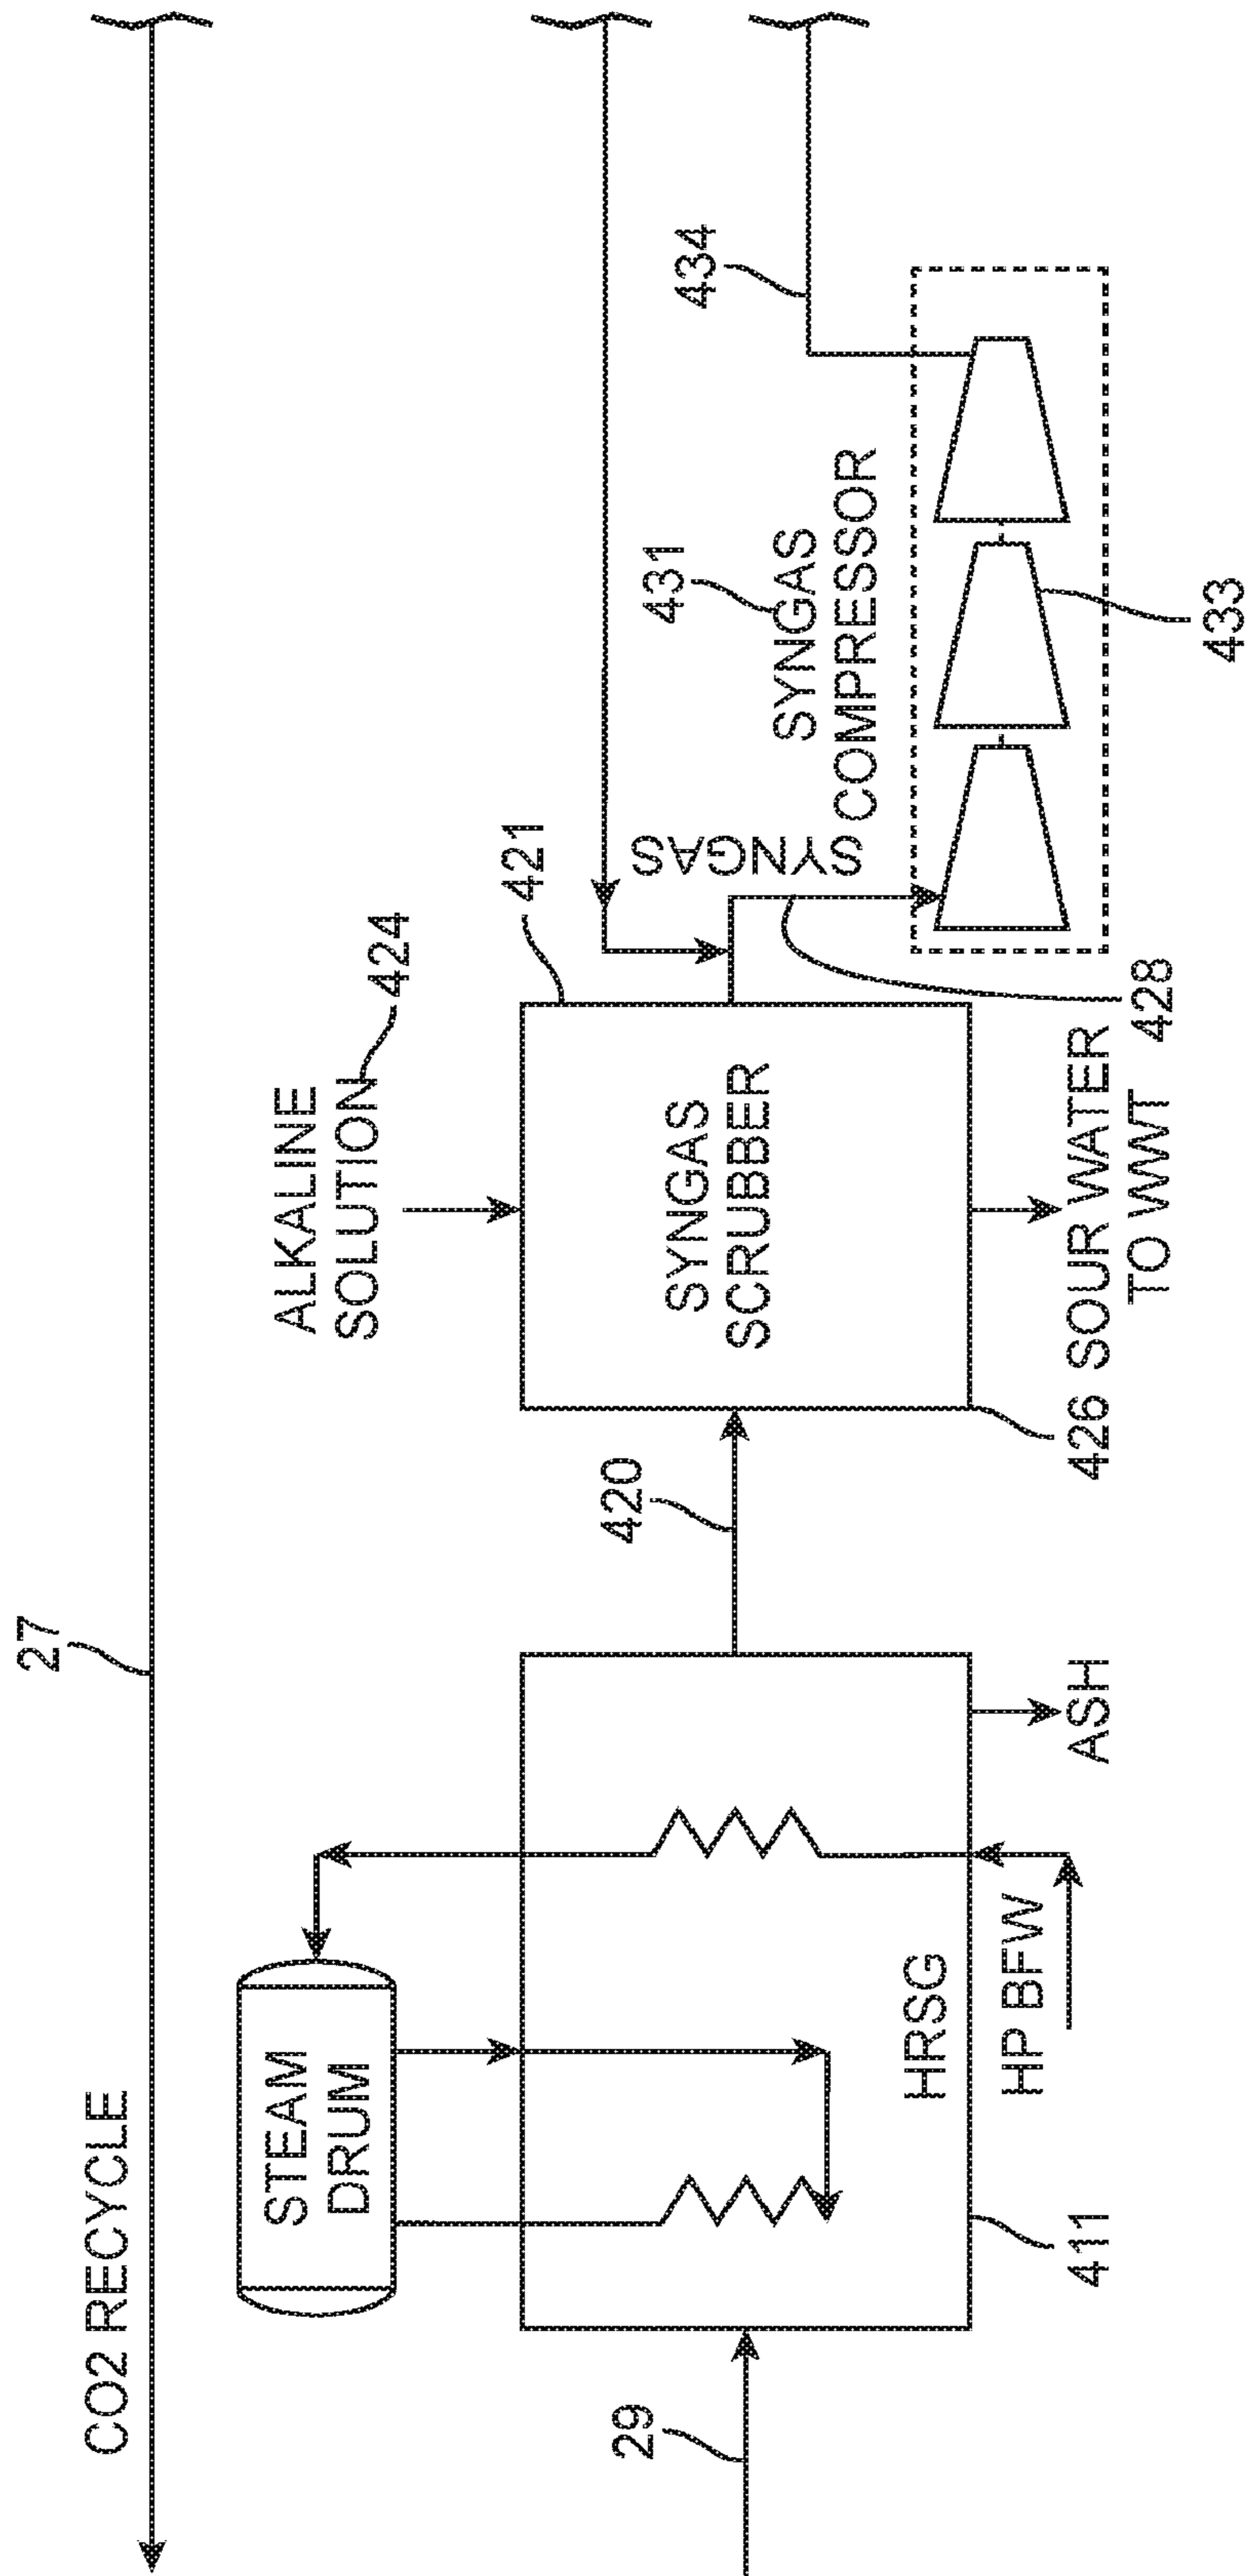 CO2 RECYCLE
27
STEAM
DRUM
29
HRSG
HP BFW
411
ASH
420
ALKALINE
SOLUTION
424
421
SYNGAS
SCRUBBER
426
SOUR WATER
TO WWT
428
SYNGAS
431
SYNGAS
COMPRESSOR
434
433